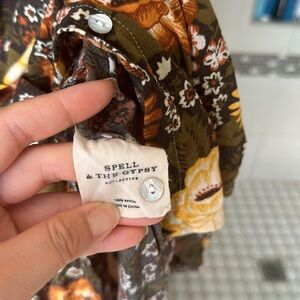 SPELL
& THE GYPSY
COLLECTIVE
100% RAYON
MADE IN CHINA